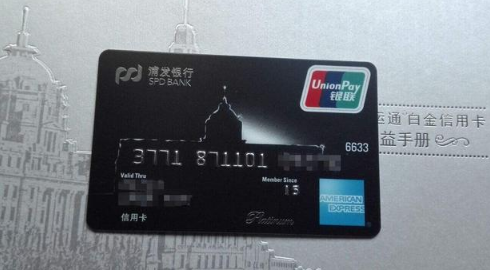 浦发银行
SPD BANK
UnionPay
银联
运通 白金信用卡
益手册
6633
3771 871101
Valid Thru
Member Since
15
AMERICAN
EXPRESS
信用卡
Platinum